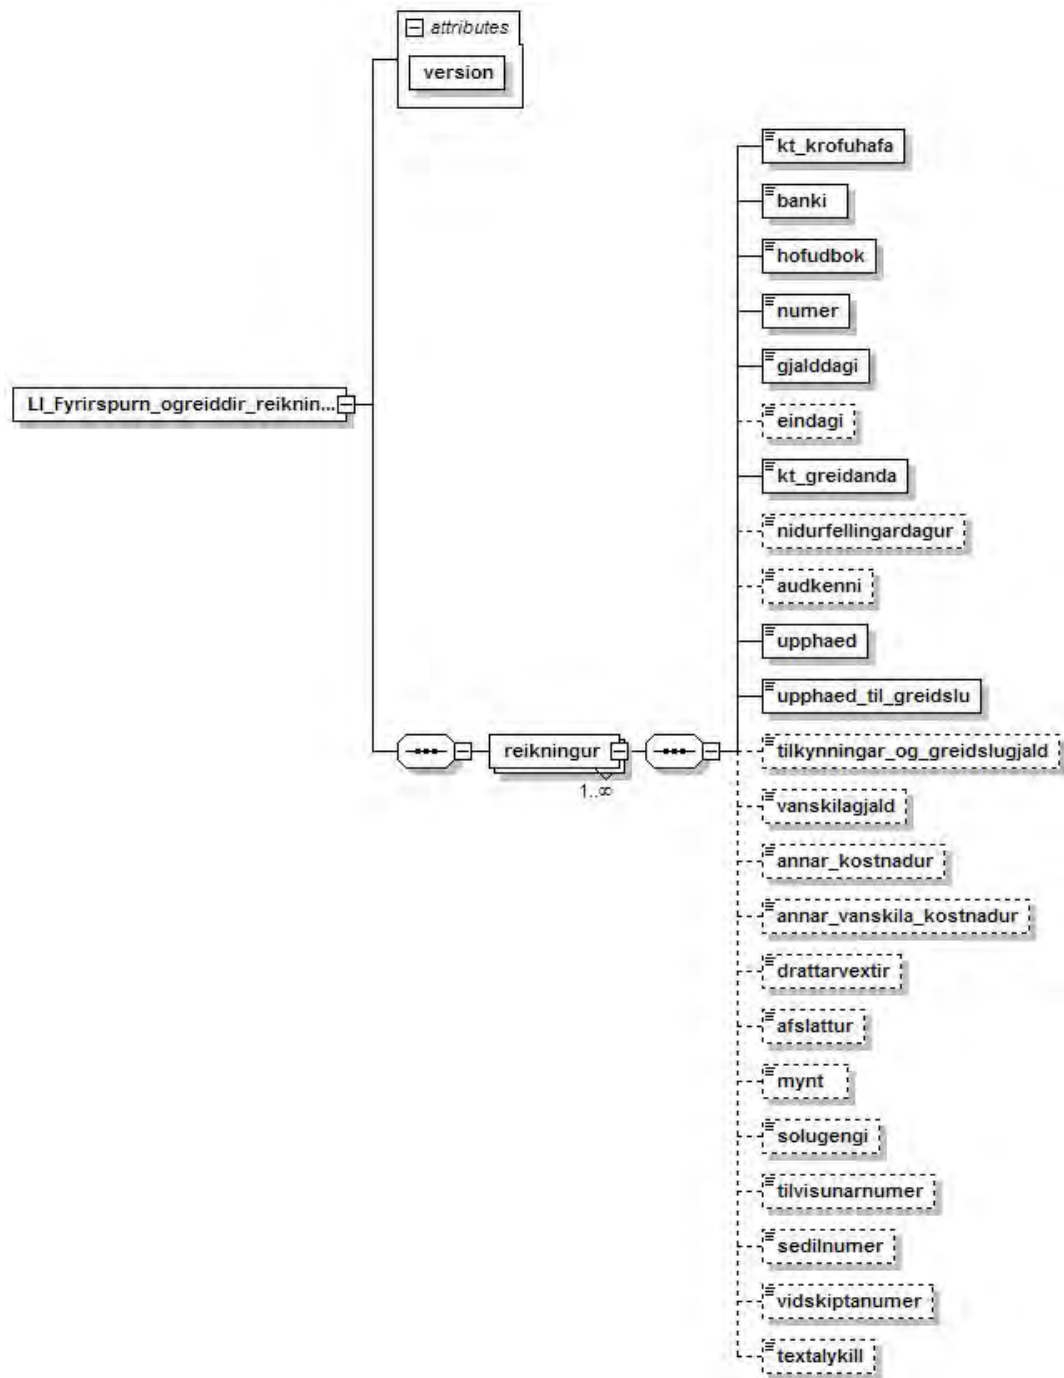 attributes
version
kt_krofuhafa
banki
hofudbok
numer
gjalddagi
LI_Fyrirspurn_ogreiddir_reiknin...
eindagi
kt_greidanda
nidurfellingardagur
audkenni
upphaed
upphaed_til_greidslu
reikningur
1..∞
tilkynningar_og_greidslugjald
vanskilagjald
annar_kostnadur
annar_vanskila_kostnadur
drattarvextir
afslattur
mynt
solugengi
tilvisunarnumer
sedilnumer
vidskiptanumer
textalykill